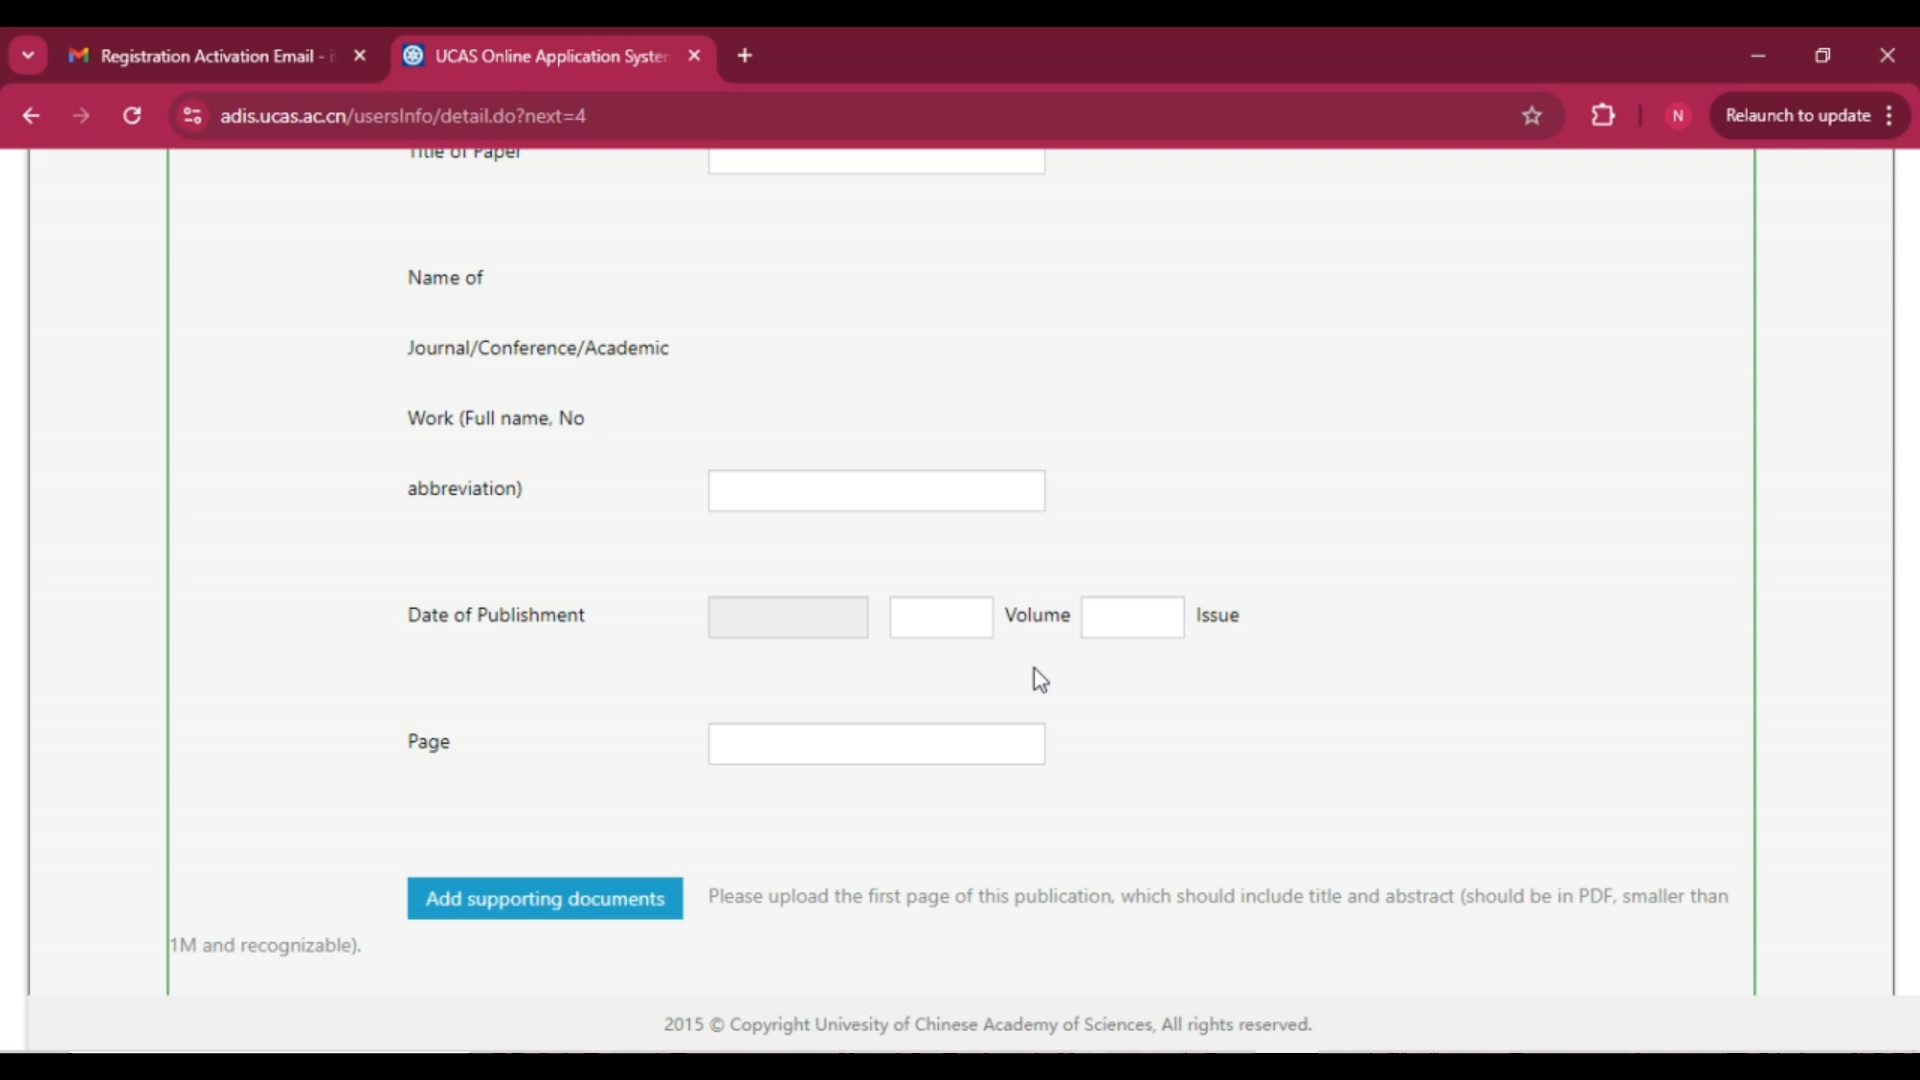 Registration Activation Email -
UCAS Online Application System
adis.ucas.ac.cn/usersInfo/detail.do?next=4
N
Relaunch to update
Title of Paper
Name of
Journal/Conference/Academic
Work (Full name, No
abbreviation)
Date of Publishment
Volume
Issue
Page
Add supporting documents
Please upload the first page of this publication, which should include title and abstract (should be in PDF, smaller than
1M and recognizable).
2015 © Copyright Univesity of Chinese Academy of Sciences, All rights reserved.